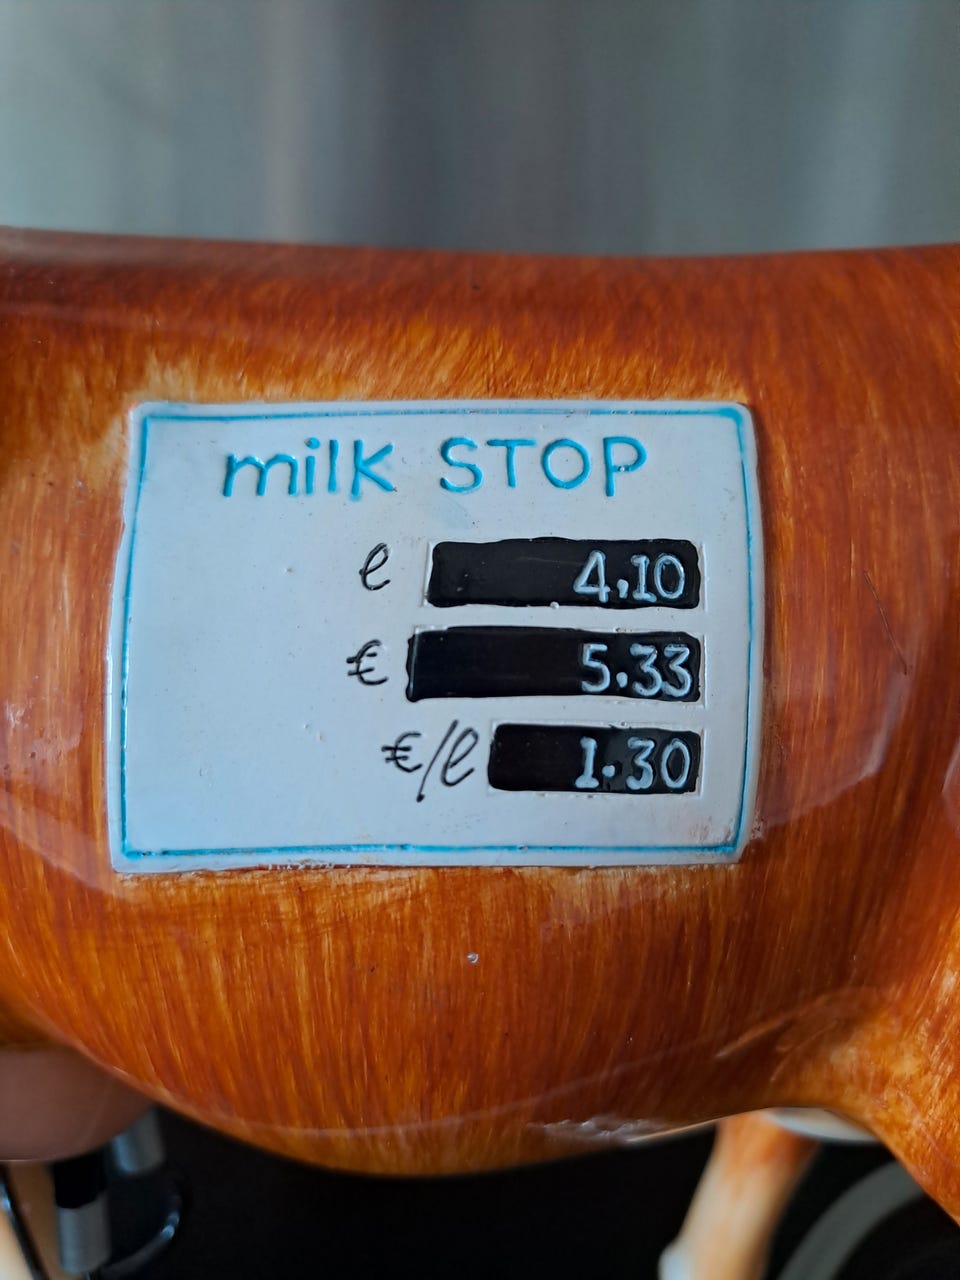 milk STOP
ℓ 4,10
€ 5.33
€/ℓ 1.30